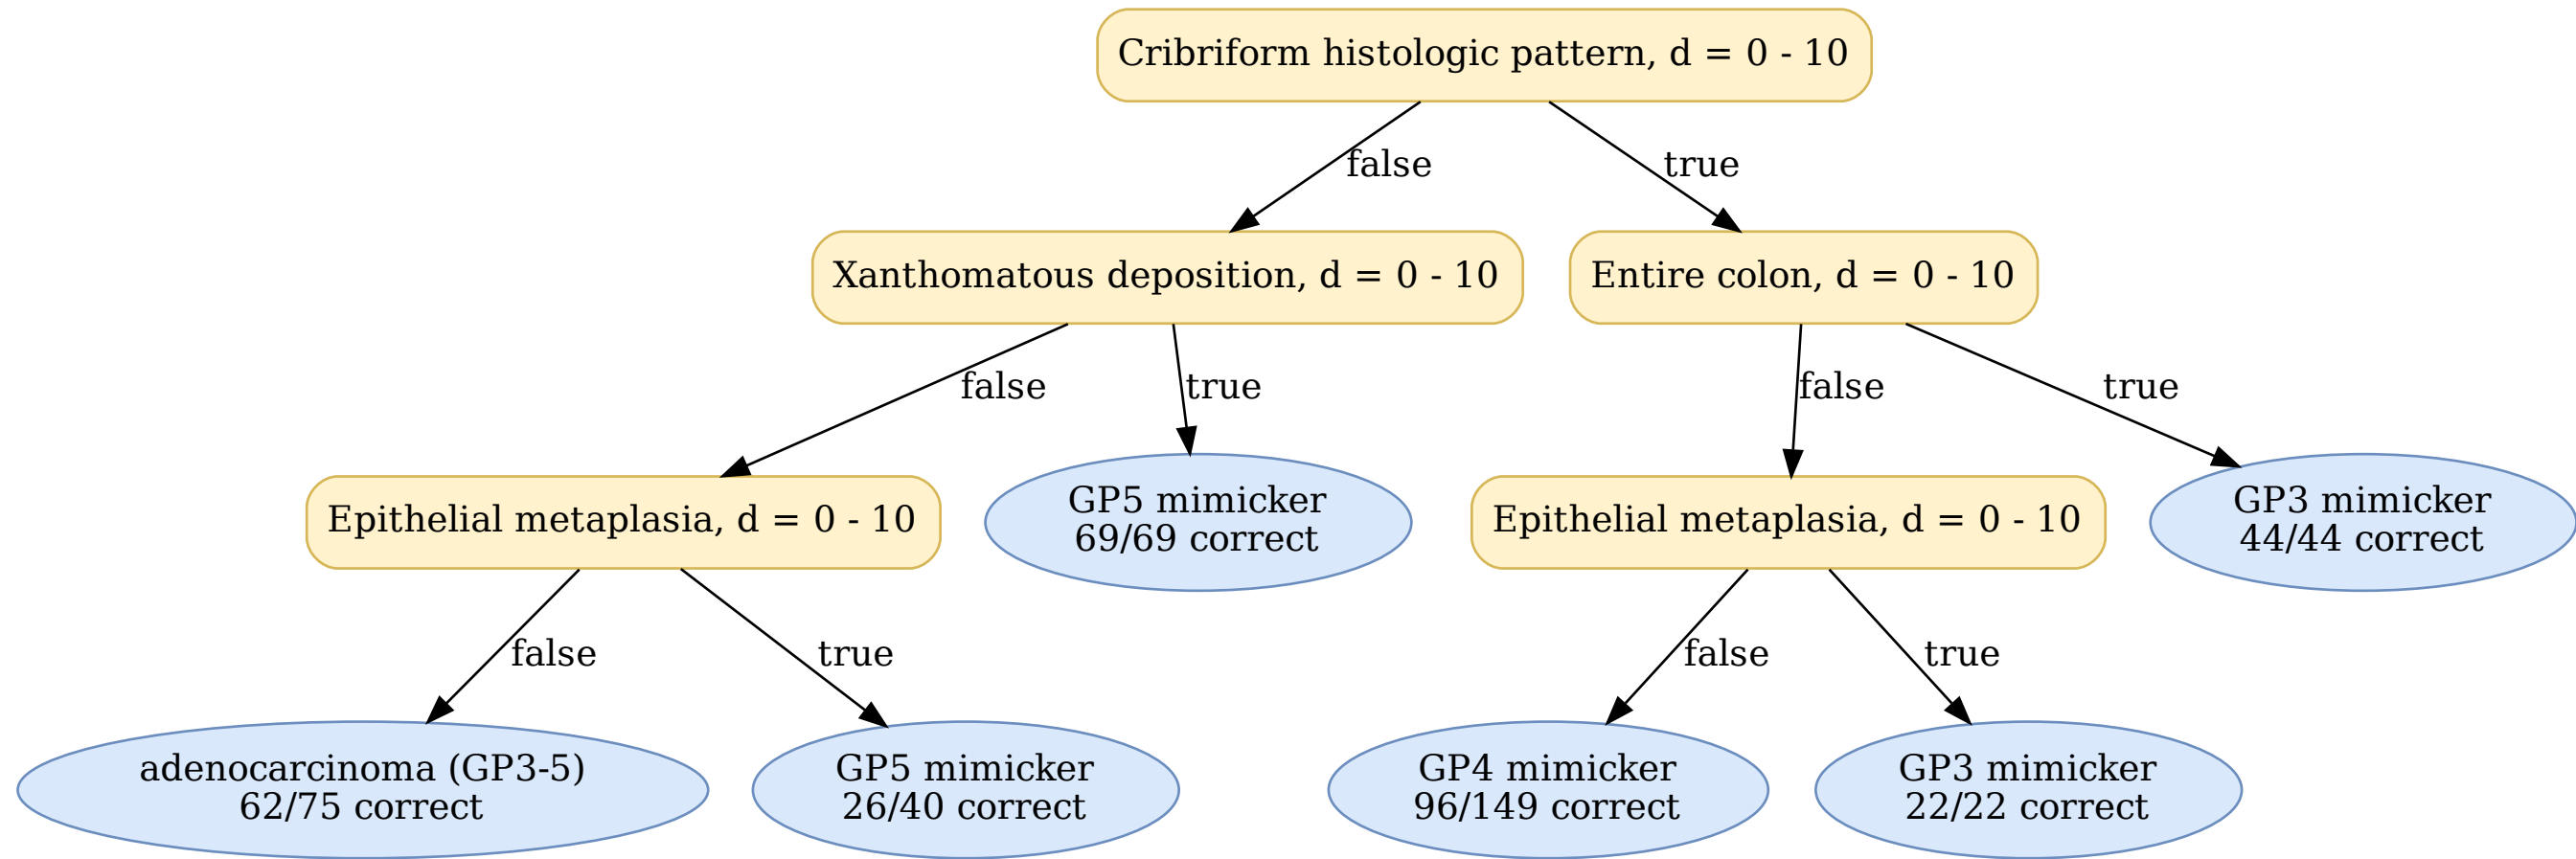 Cribriform histologic pattern, d = 0 - 10
false
true
Xanthomatous deposition, d = 0 - 10
Entire colon, d = 0 - 10
false
true
false
true
Epithelial metaplasia, d = 0 - 10
GP5 mimicker
69/69 correct
Epithelial metaplasia, d = 0 - 10
GP3 mimicker
44/44 correct
false
true
false
true
adenocarcinoma (GP3-5)
62/75 correct
GP5 mimicker
26/40 correct
GP4 mimicker
96/149 correct
GP3 mimicker
22/22 correct